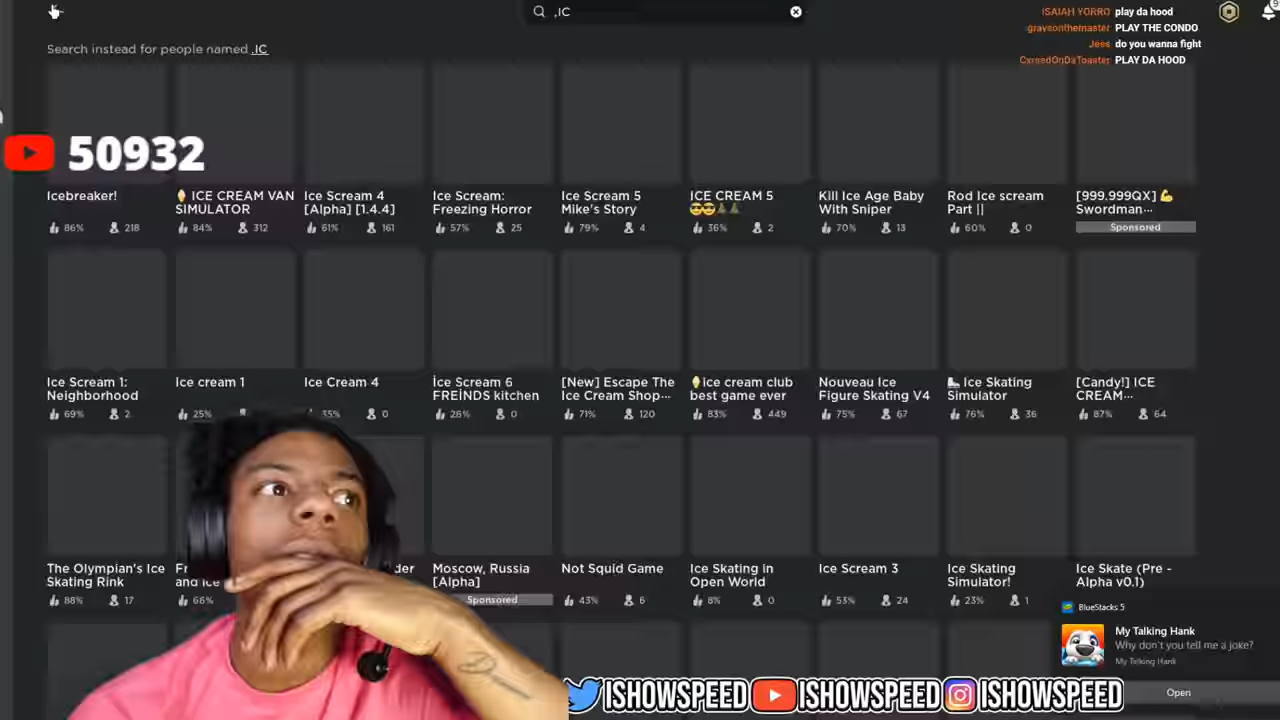 ,IC
ISAIAH YORRO play da hood
graysonthemaster PLAY THE CONDO
Jees do you wanna fight
CxrsedOnDaToaster PLAY DA HOOD
Search instead for people named ,IC
50932
Icebreaker!
86% 218
ICE CREAM VAN
SIMULATOR
84% 312
Ice Scream 4
[Alpha] [1.4.4]
61% 161
Ice Scream:
Freezing Horror
57% 25
Ice Scream 5
Mike's Story
79% 4
ICE CREAM 5
😎😎🎄🎄
36% 2
Kill Ice Age Baby
With Sniper
70% 13
Rod Ice scream
Part ||
60% 0
[999.999QX] 💪
Swordman...
Sponsored
Ice Scream 1:
Neighborhood
69% 2
Ice cream 1
25%
Ice Cream 4
35% 0
İce Scream 6
FREİNDS kitchen
26% 0
[New] Escape The
Ice Cream Shop...
71% 120
🍦Ice cream club
best game ever
83% 449
Nouveau Ice
Figure Skating V4
75% 67
⛸ Ice Skating
Simulator
76% 36
[Candy!] ICE
CREAM...
87% 64
The Olympian's Ice
Skating Rink
88% 17
and Ice
66%
Moscow, Russia
[Alpha]
Sponsored
Not Squid Game
43% 6
Ice Skating in
Open World
8% 0
Ice Scream 3
53% 24
Ice Skating
Simulator!
23% 1
Ice Skate (Pre -
Alpha v0.1)
BlueStacks 5
My Talking Hank
Why don't you tell me a joke?
My Talking Hank
Open
ISHOWSPEED ISHOWSPEED ISHOWSPEED